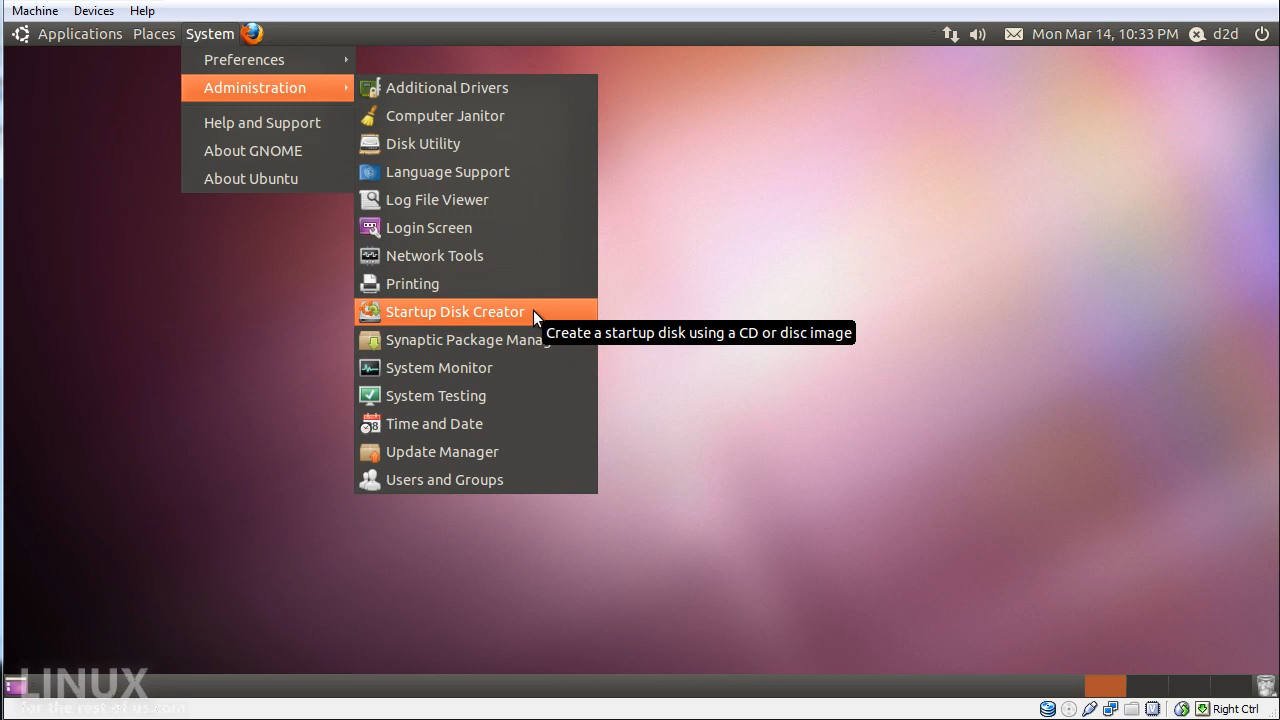 Machine Devices Help
Applications Places System Mon Mar 14, 10:33 PM d2d
Preferences
Administration
Help and Support
About GNOME
About Ubuntu
Additional Drivers
Computer Janitor
Disk Utility
Language Support
Log File Viewer
Login Screen
Network Tools
Printing
Startup Disk Creator
Create a startup disk using a CD or disc image
Synaptic Package Manag
System Monitor
System Testing
Time and Date
Update Manager
Users and Groups
LINUX
for the rest of us.com
Right Ctrl